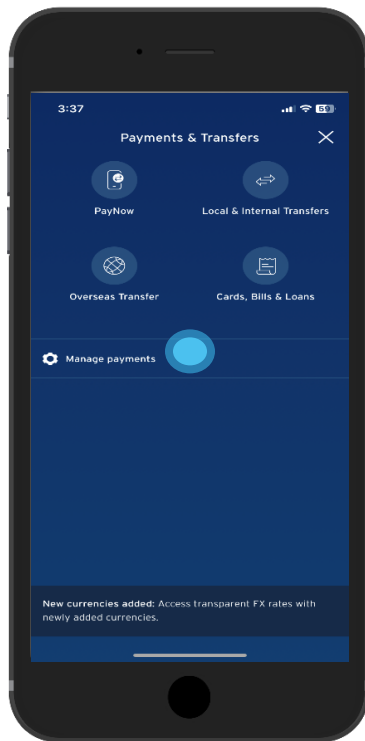 3:37
69
Payments & Transfers
PayNow
Local & Internal Transfers
Overseas Transfer
Cards, Bills & Loans
Manage payments
New currencies added: Access transparent FX rates with
newly added currencies.